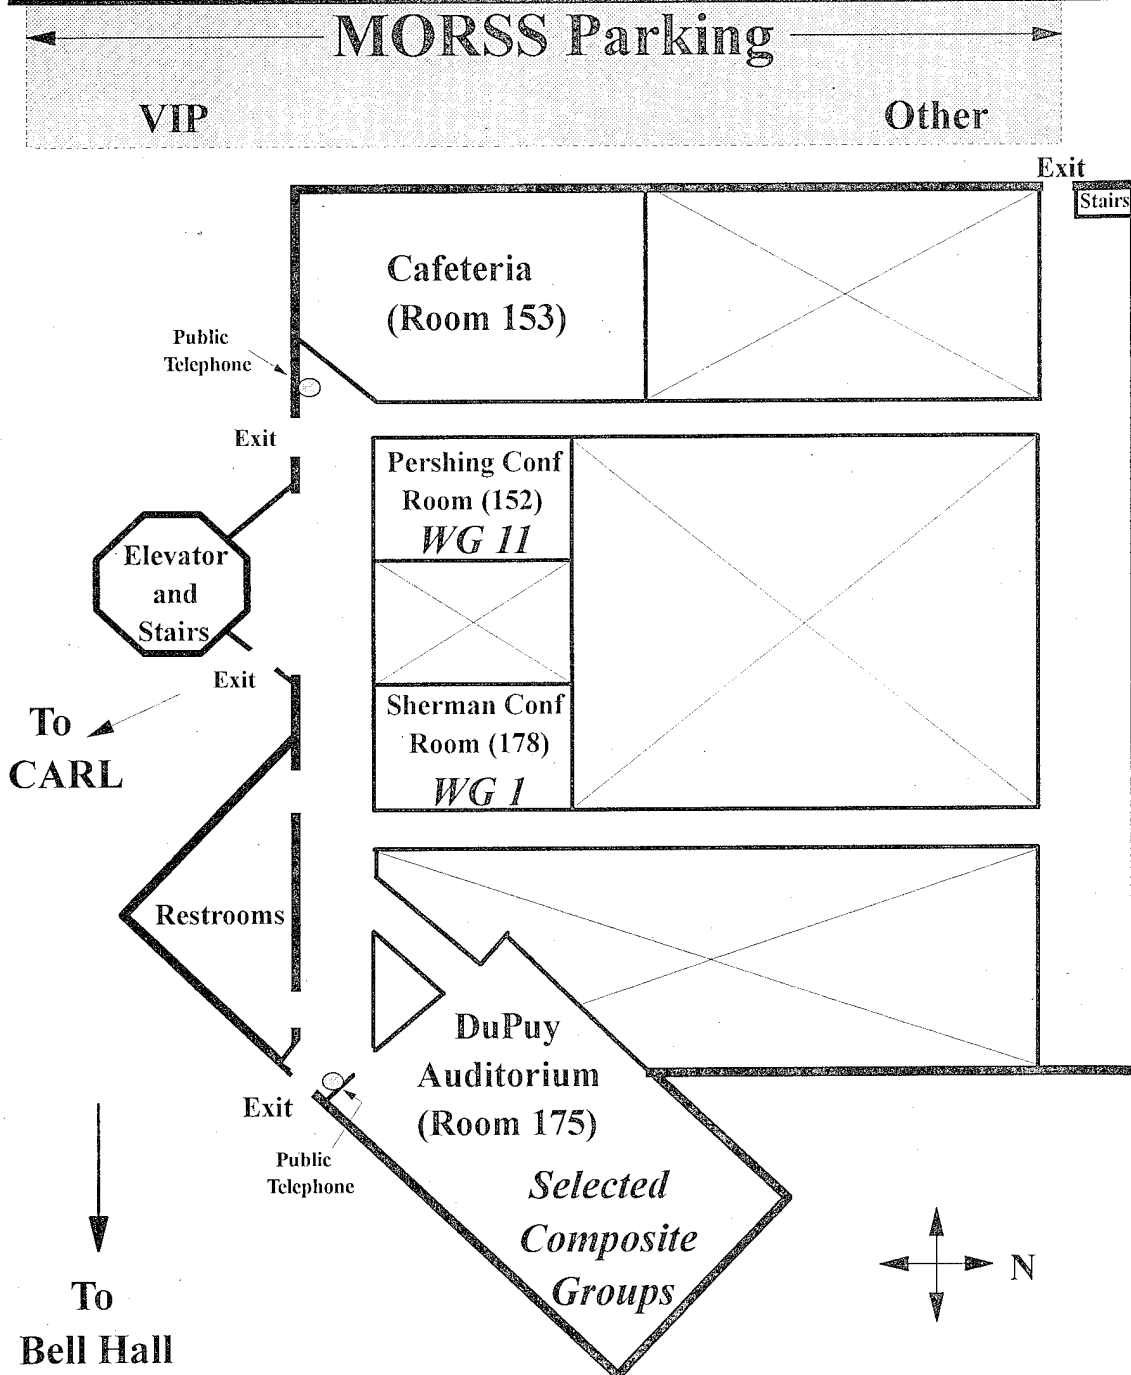 MORSS Parking
VIP
Other
Exit
Stairs
Cafeteria
(Room 153)
Public
Telephone
Exit
Pershing Conf
Room (152)
WG 11
Elevator
and
Stairs
Exit
Sherman Conf
Room (178)
WG 1
To
CARL
Restrooms
DuPuy
Auditorium
(Room 175)
Exit
Public
Telephone
Selected
Composite
Groups
N
To
Bell Hall